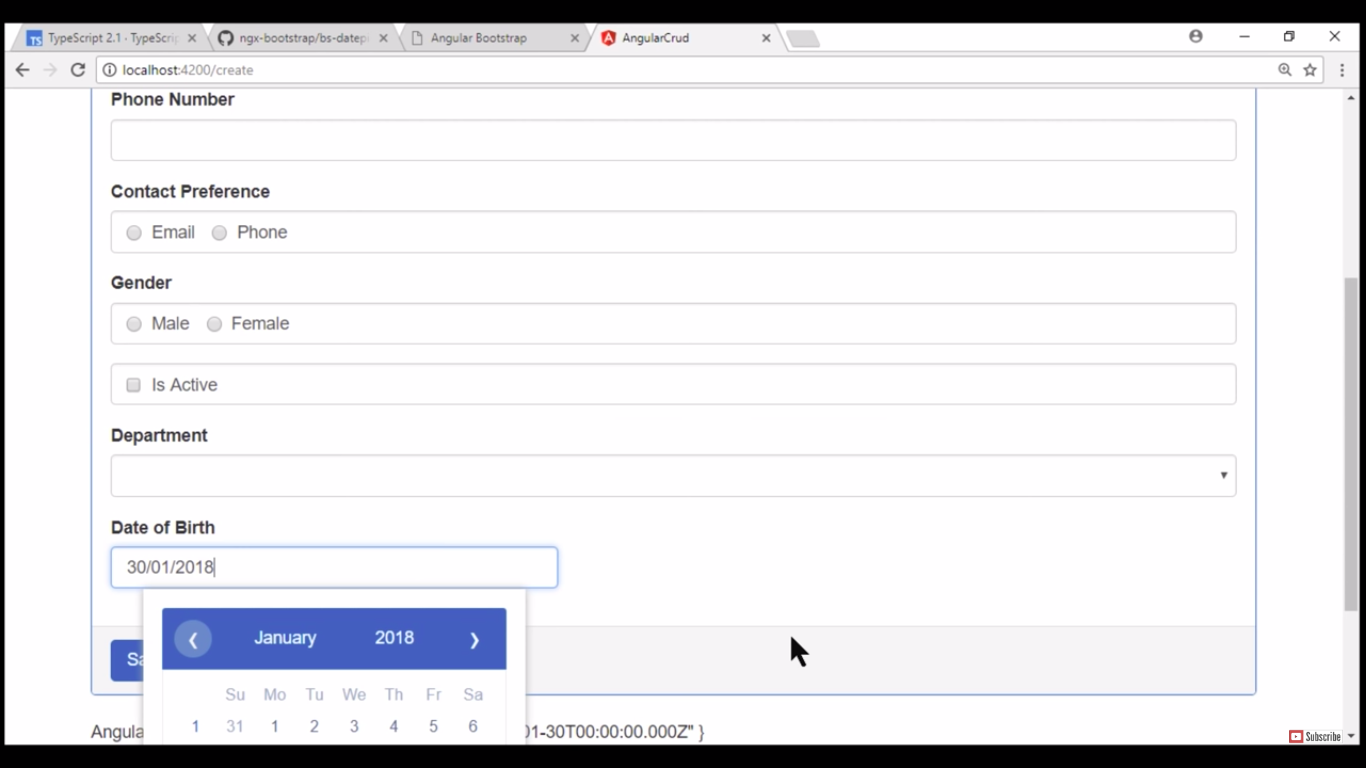 TypeScript 2.1 · TypeScrip
ngx-bootstrap/bs-datepi
Angular Bootstrap
AngularCrud
localhost:4200/create
Phone Number
Contact Preference
Email Phone
Gender
Male Female
Is Active
Department
Date of Birth
30/01/2018
January 2018
Sa
Su Mo Tu We Th Fr Sa
1 31 1 2 3 4 5 6
Angula 01-30T00:00:00.000Z" }
Subscribe